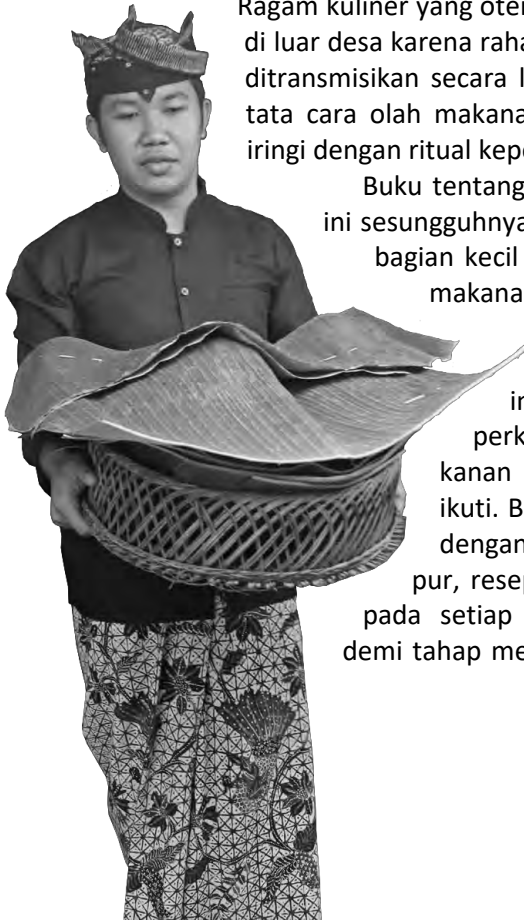 Ragam kuliner yang oten
di luar desa karena raha
ditransmisikan secara l
tata cara olah makana
iringi dengan ritual kepe
Buku tentang
ini sesungguhnya
bagian kecil
makana
in
perk
kanan
ikuti. B
dengan
pur, resep
pada setiap
demi tahap me